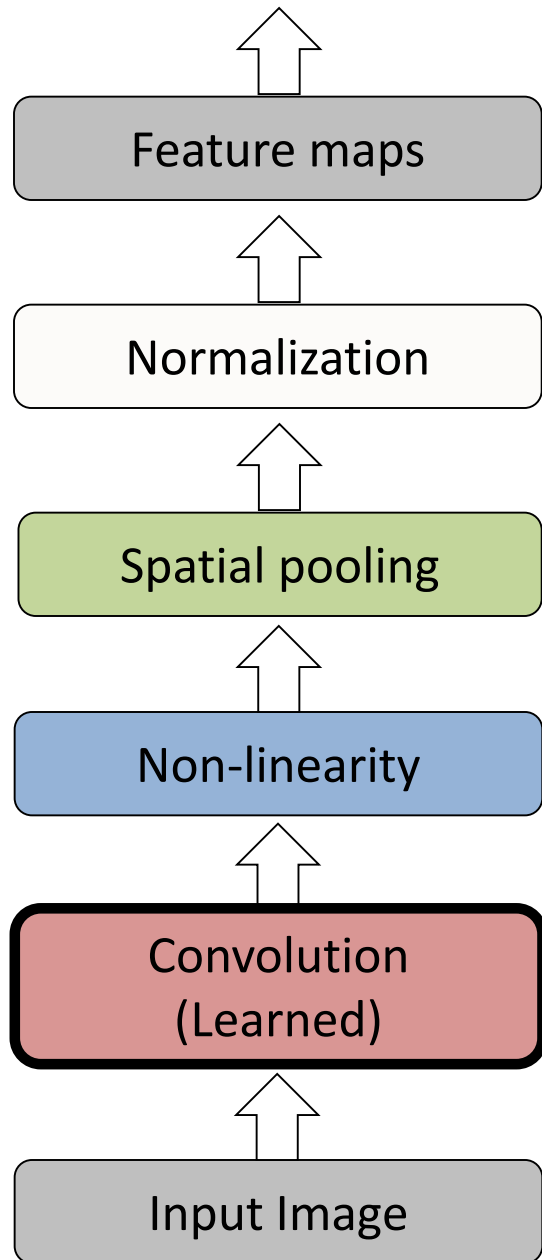 Feature maps
Normalization
Spatial pooling
Non-linearity
Convolution
(Learned)
Input Image